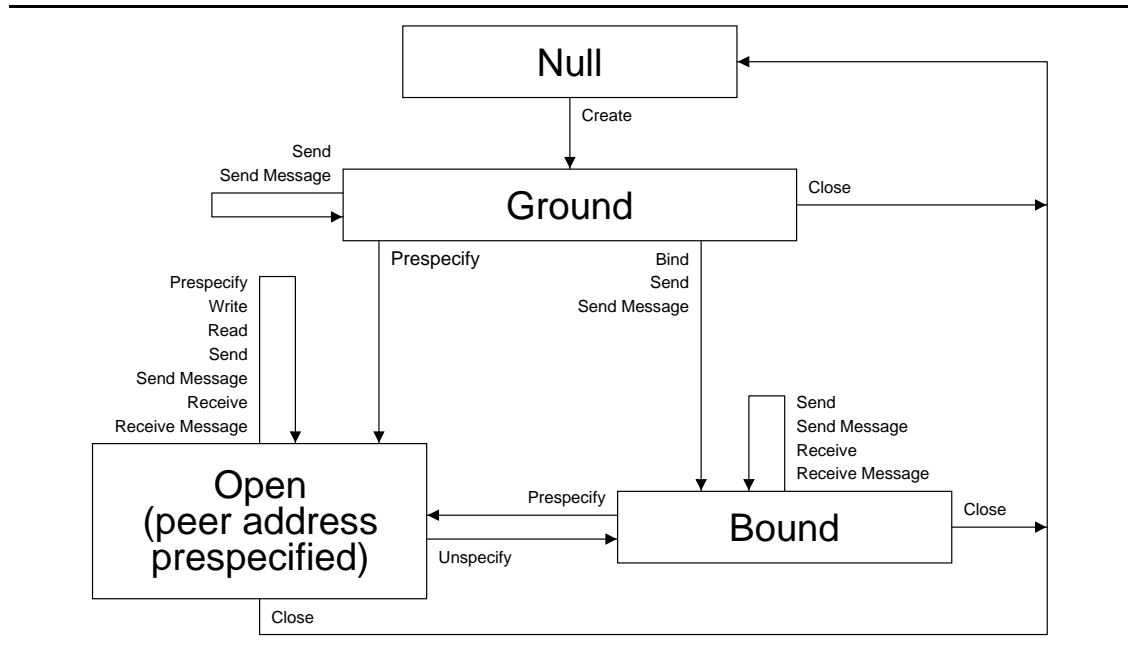 Null
Create
Send
Send Message
Ground
Close
Prespecify
Bind
Send
Send Message
Prespecify
Write
Read
Send
Send Message
Receive
Receive Message
Send
Send Message
Receive
Receive Message
Open
(peer address
prespecified)
Prespecify
Unspecify
Bound
Close
Close